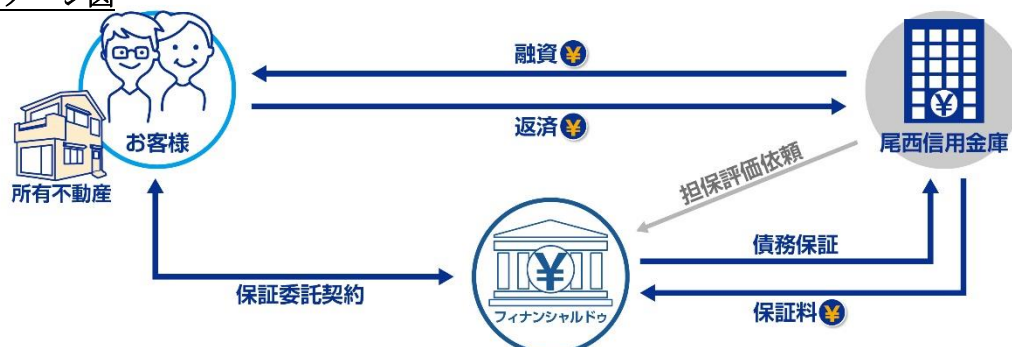 融資¥
返済¥
お客様
所有不動産
¥
尾西信用金庫
担保評価依頼
債務保証
¥
フィナンシャルドゥ
保証委託契約
保証料¥